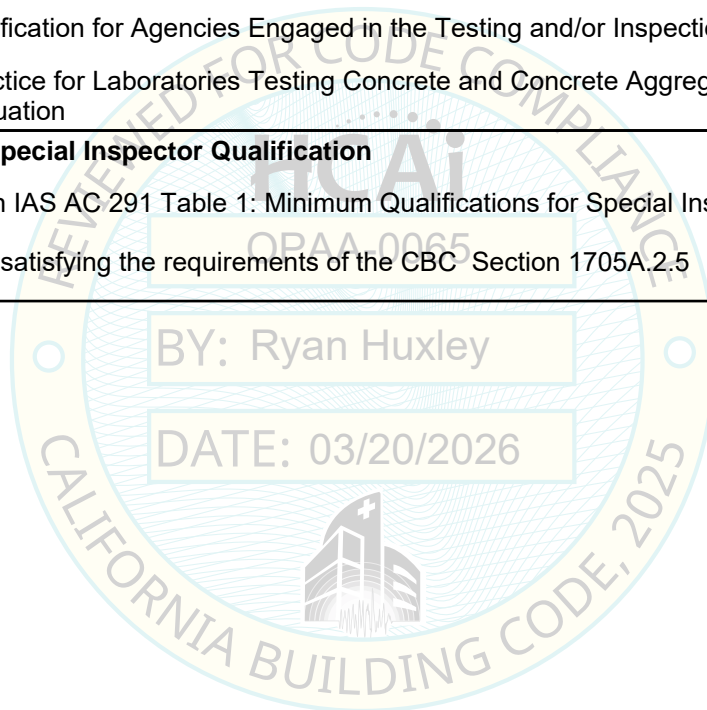 ification for Agencies Engaged in the Testing and/or Inspectio
ctice for Laboratories Testing Concrete and Concrete Aggreg
uation
pecial Inspector Qualification
n IAS AC 291 Table 1: Minimum Qualifications for Special Ins
satisfying the requirements of the CBC Section 1705A.2.5
REVIEWED FOR CODE COMPLIANCE
HCAi
OPAA-0065
BY: Ryan Huxley
DATE: 03/20/2026
CALIFORNIA BUILDING CODE, 2025